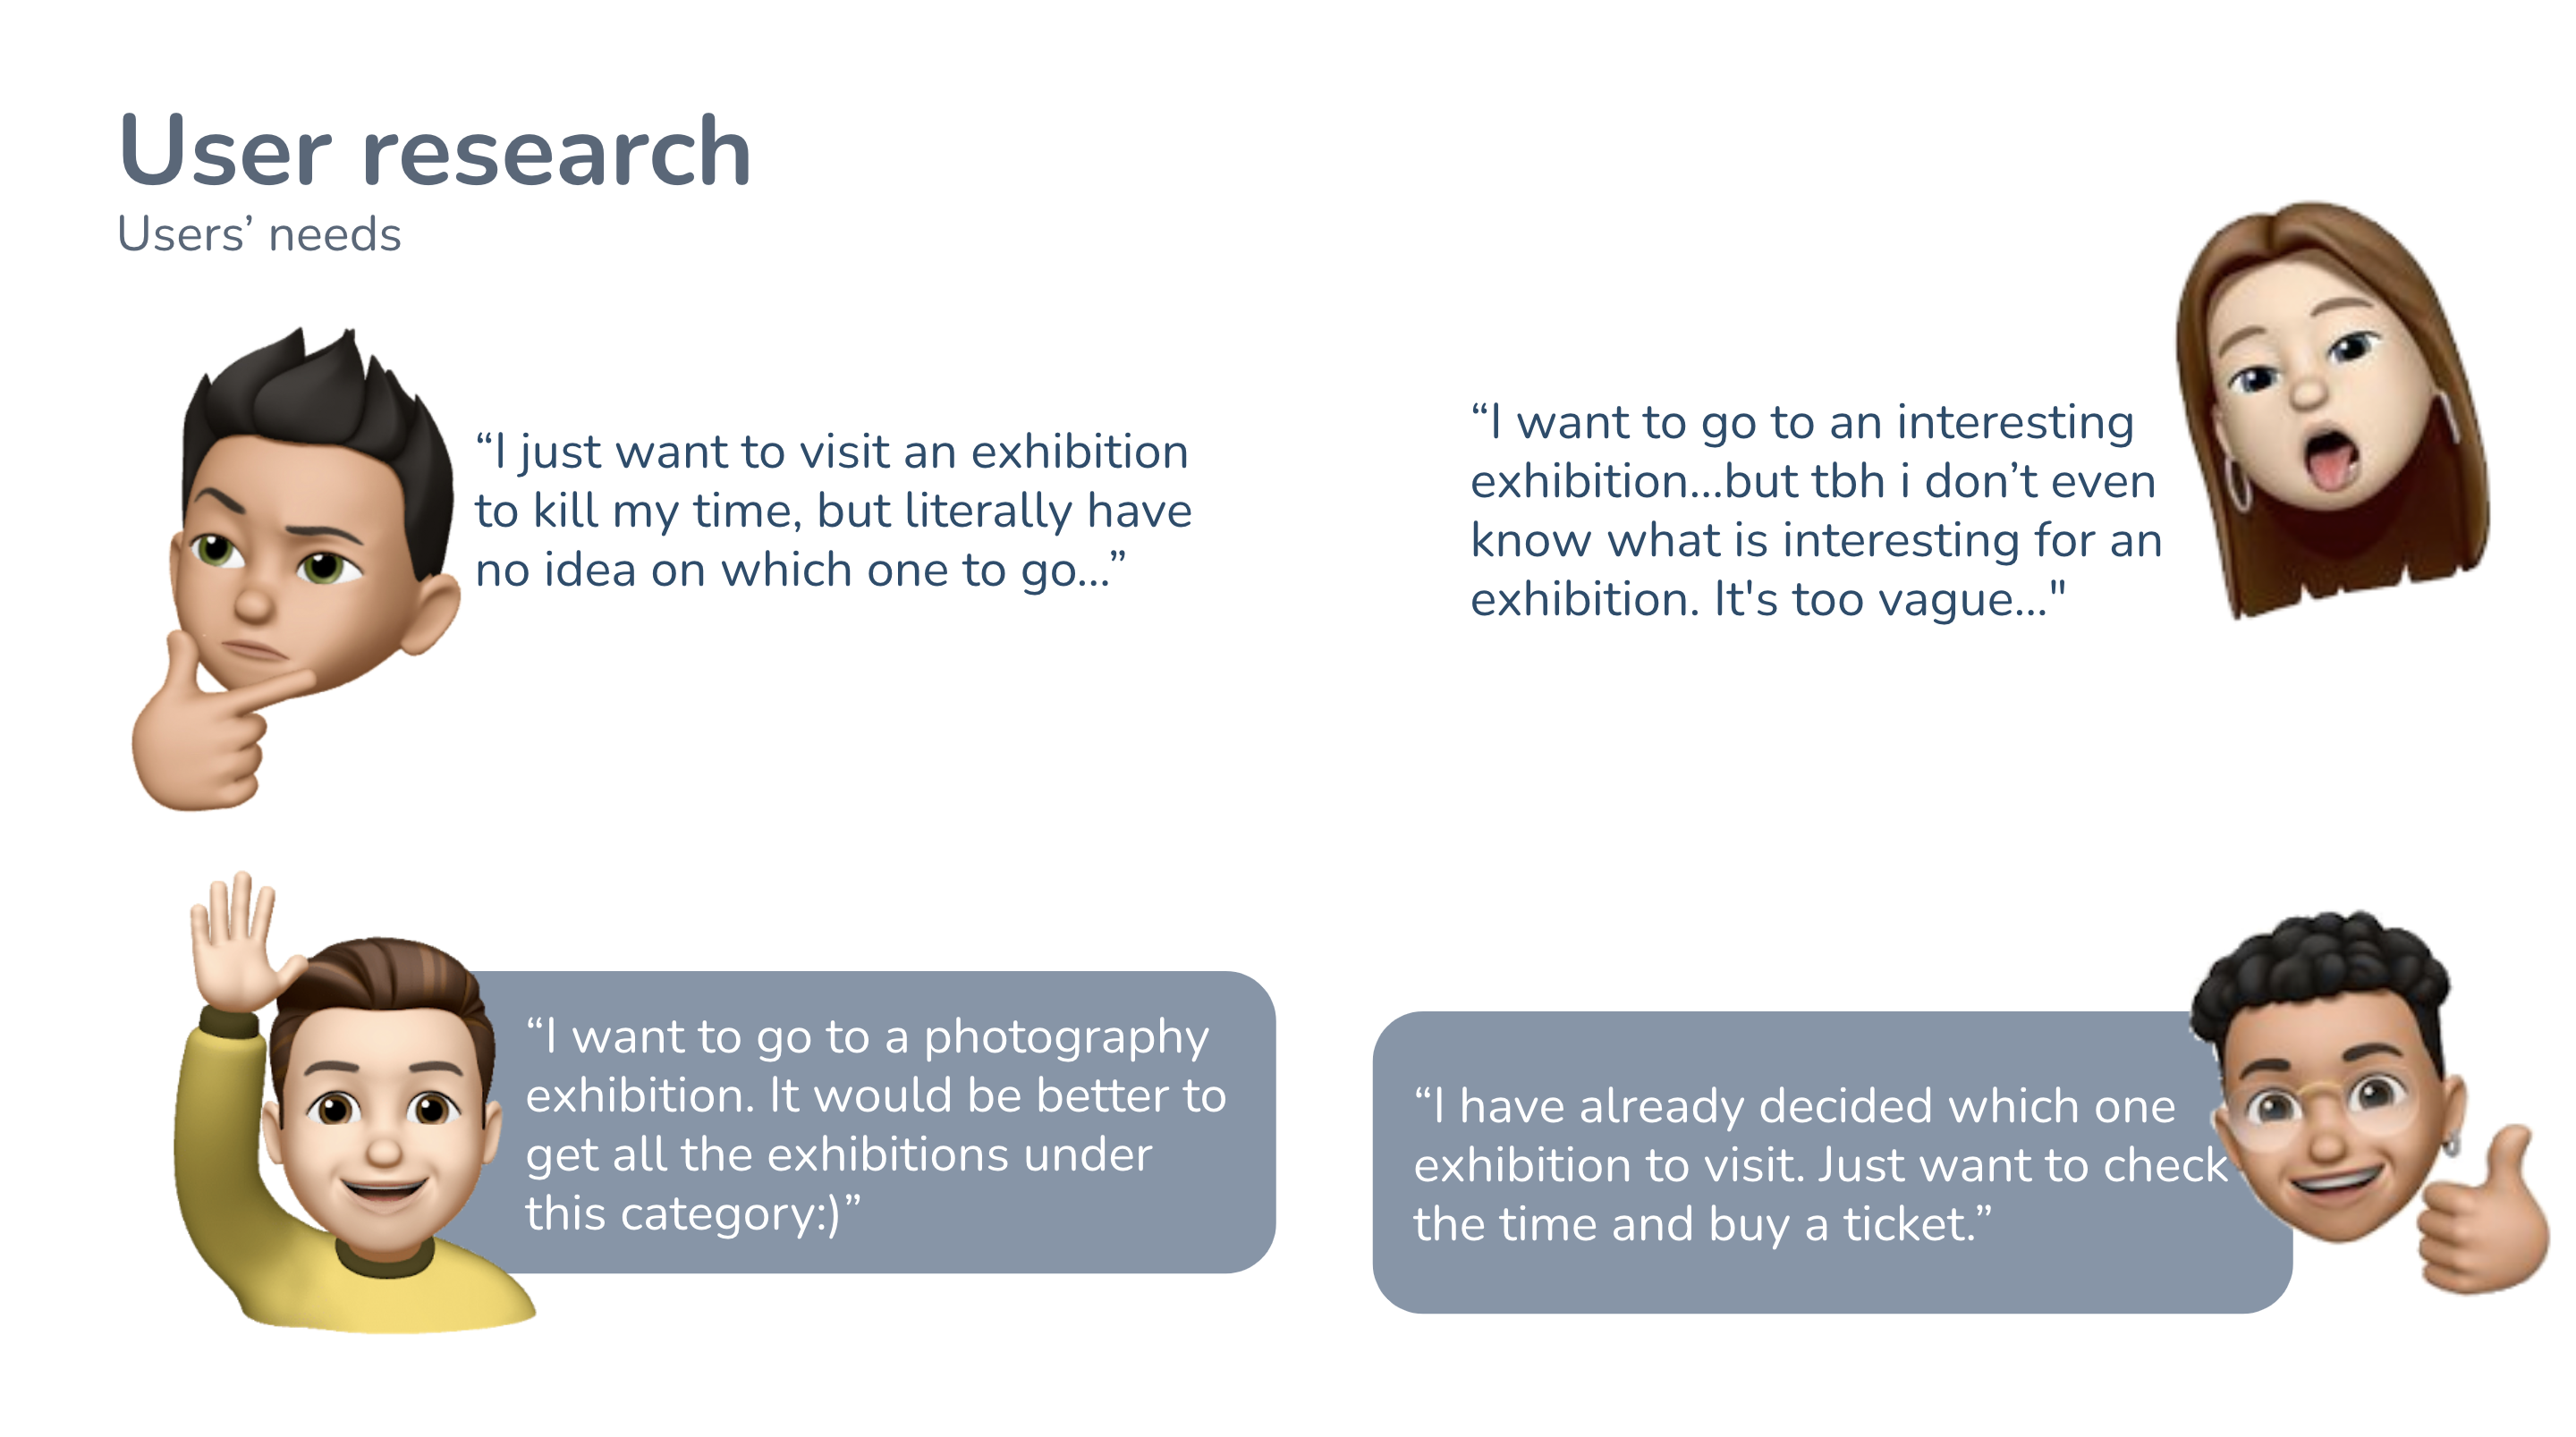 User research
Users’ needs
“I just want to visit an exhibition
to kill my time, but literally have
no idea on which one to go...”
“I want to go to an interesting
exhibition...but tbh i don’t even
know what is interesting for an
exhibition. It's too vague..."
“I want to go to a photography
exhibition. It would be better to
get all the exhibitions under
this category:)”
“I have already decided which one
exhibition to visit. Just want to check
the time and buy a ticket.”